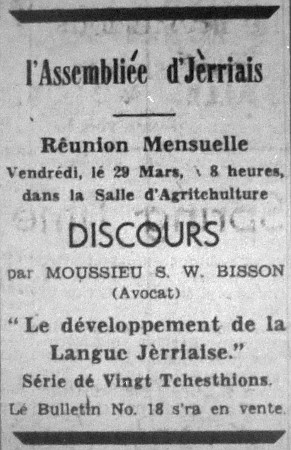 l'Assembliée d'Jèrriais
Rêunion Mensuelle
Vendrédi, lé 29 Mars, 8 heures,
dans la Salle d'Agritchulture
DISCOURS
par MOUSSIEU S. W. BISSON
(Avocat)
" Le développement de la
Langue Jèrriaise."
Série dé Vingt Tchesthions.
Lé Bulletin No. 18 s'ra en vente.